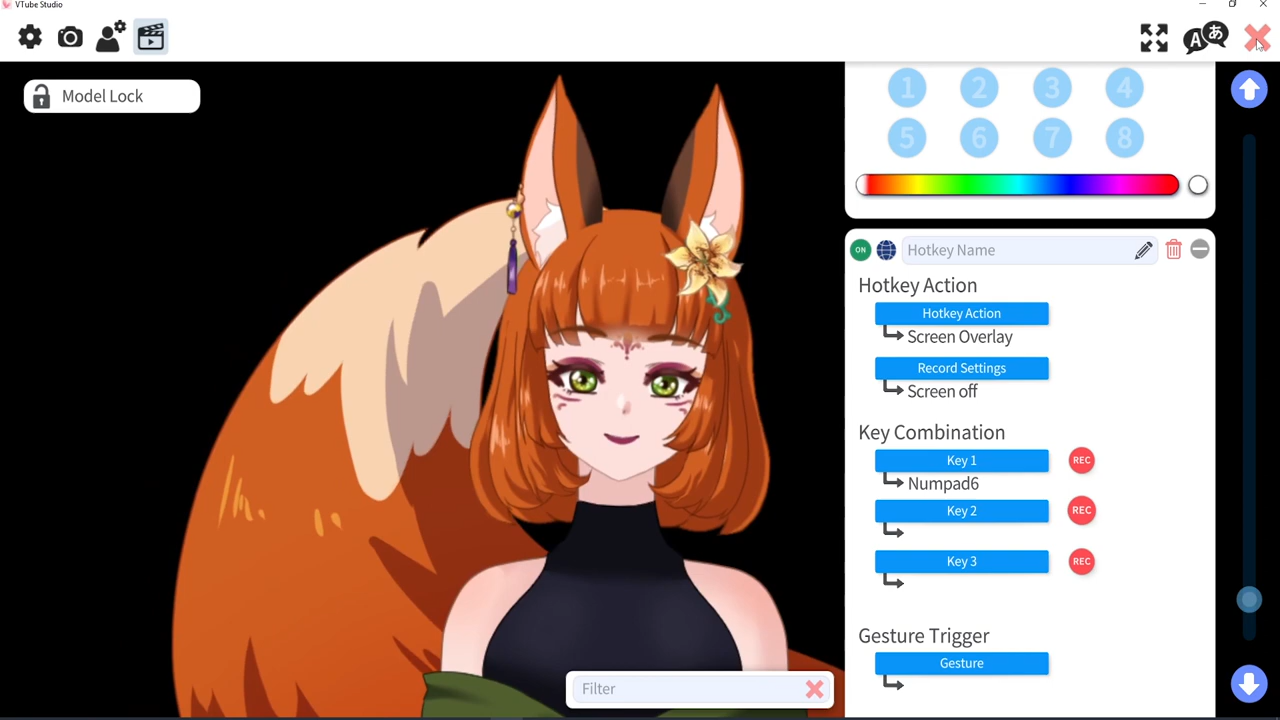 VTube Studio
A あ
Model Lock
1 2 3 4
5 6 7 8
ON Hotkey Name
Hotkey Action
Hotkey Action
Screen Overlay
Record Settings
Screen off
Key Combination
Key 1 REC
Numpad6
Key 2 REC
Key 3 REC
Gesture Trigger
Gesture
Filter